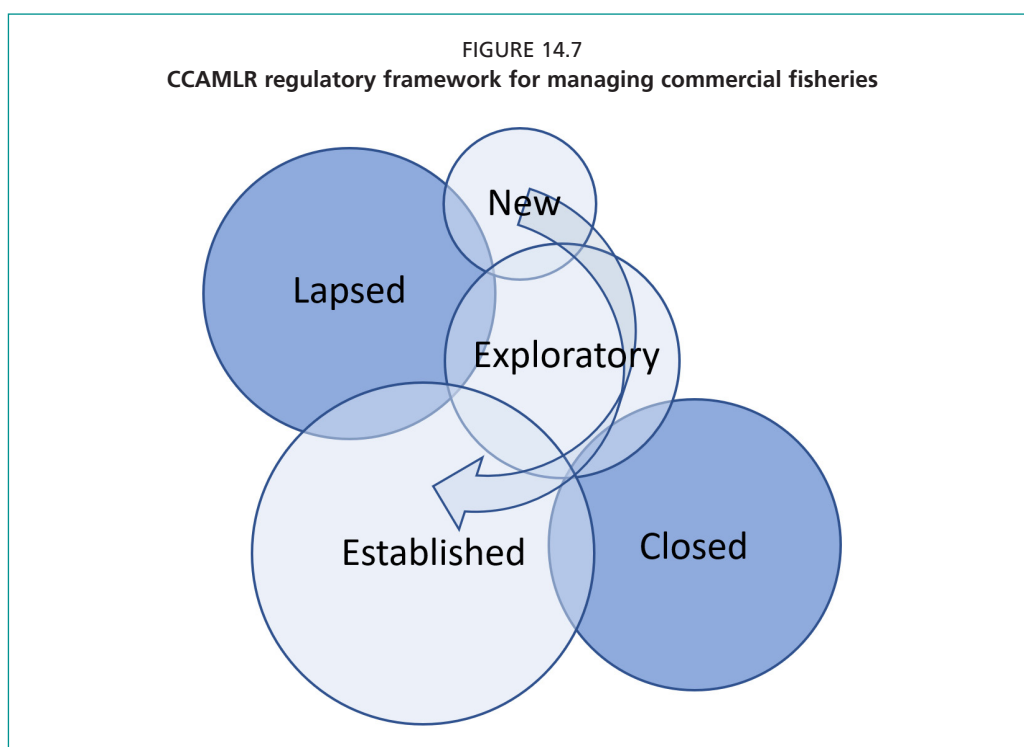 FIGURE 14.7
CCAMLR regulatory framework for managing commercial fisheries
New
Lapsed
Exploratory
Established
Closed